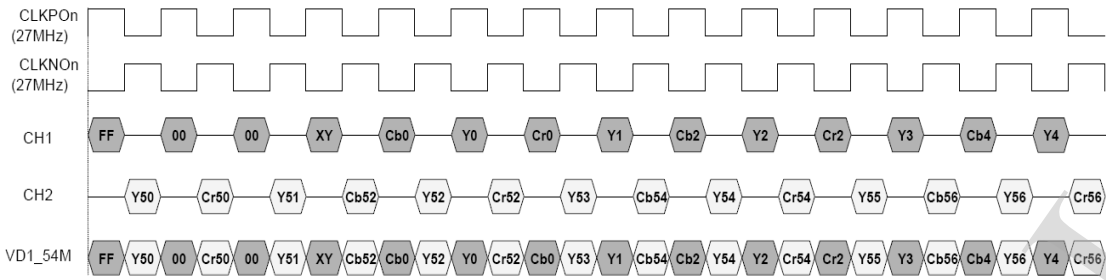 CLKPOn
(27MHz)
CLKNOn
(27MHz)
CH1 FF 00 00 XY Cb0 Y0 Cr0 Y1 Cb2 Y2 Cr2 Y3 Cb4 Y4
CH2 Y50 Cr50 Y51 Cb52 Y52 Cr52 Y53 Cb54 Y54 Cr54 Y55 Cb56 Y56 Cr56
VD1_54M FF Y50 00 Cr50 00 Y51 XY Cb52 Cb0 Y52 Y0 Cr52 Cb0 Y53 Y1 Cb54 Cb2 Y54 Y2 Cr54 Cr2 Y55 Y3 Cb56 Cb4 Y56 Y4 Cr56